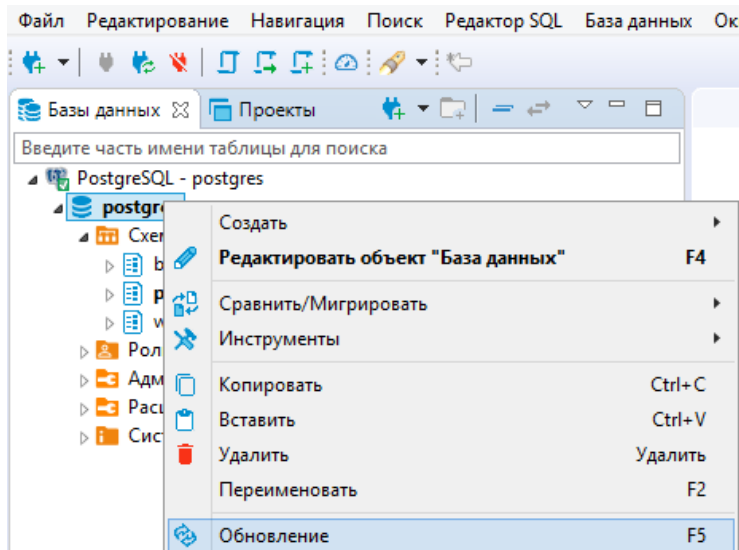 Файл Редактирование Навигация Поиск Редактор SQL База данных
Базы данных Проекты
Введите часть имени таблицы для поиска
PostgreSQL - postgres
Создать
Редактировать объект "База данных" F4
Сравнить/Мигрировать
Инструменты
Копировать Ctrl+C
Вставить Ctrl+V
Удалить Удалить
Переименовать F2
Обновление F5